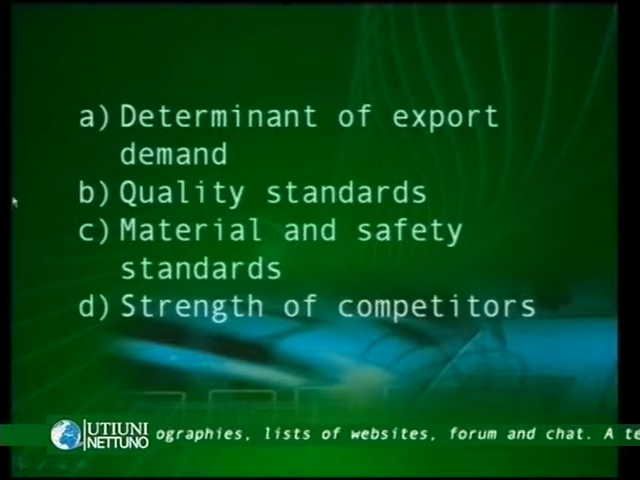 a) Determinant of export
demand
b) Quality standards
c) Material and safety
standards
d) Strength of competitors
UTIUNI
NETTUNO
ographies, lists of websites, forum and chat. A te